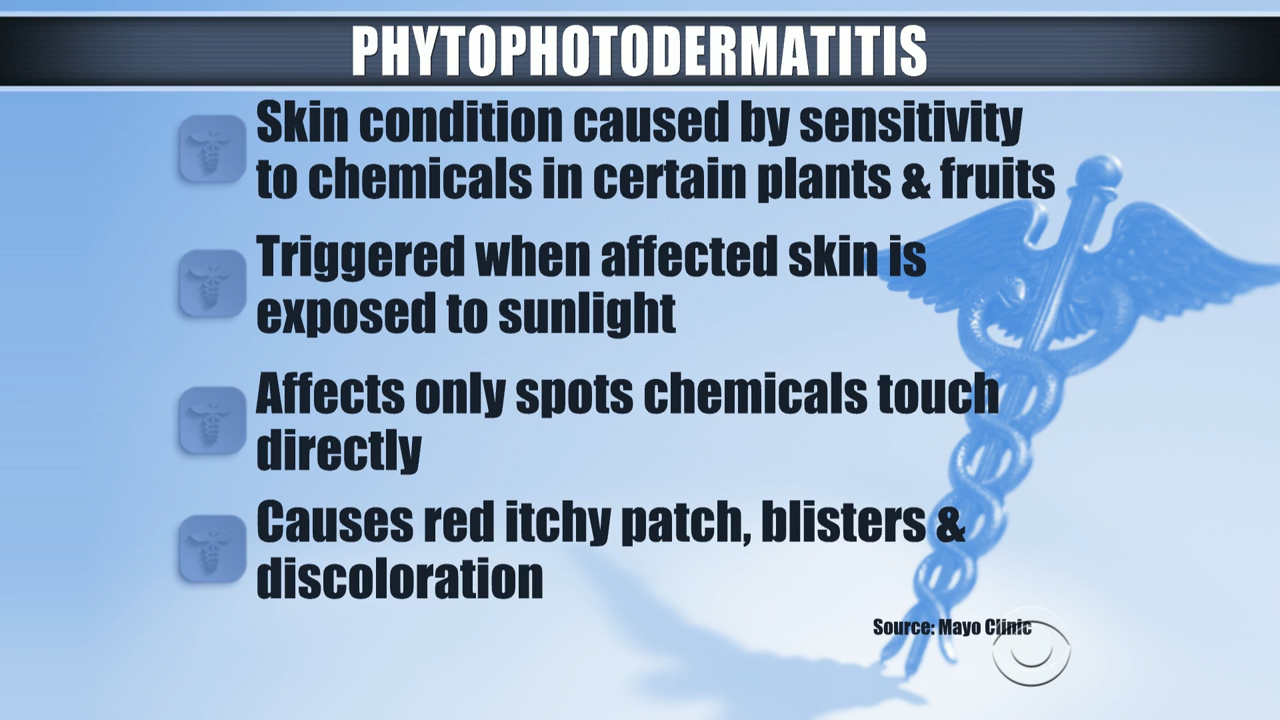 PHYTOPHOTODERMATITIS
Skin condition caused by sensitivity
to chemicals in certain plants & fruits
Triggered when affected skin is
exposed to sunlight
Affects only spots chemicals touch
directly
Causes red itchy patch, blisters &
discoloration
Source: Mayo Clinic